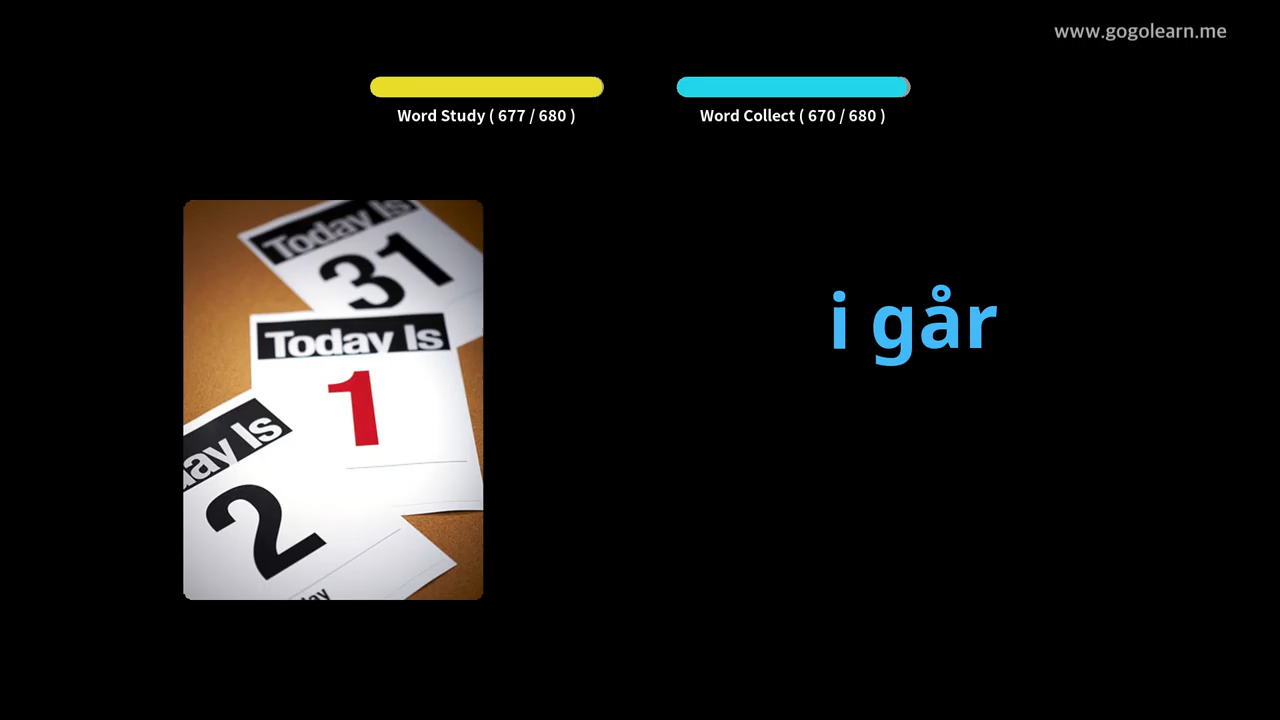 www.gogolearn.me
Word Study ( 677 / 680 )
Word Collect ( 670 / 680 )
Today Is
31
Today Is
1
ay Is
2
ay
i går